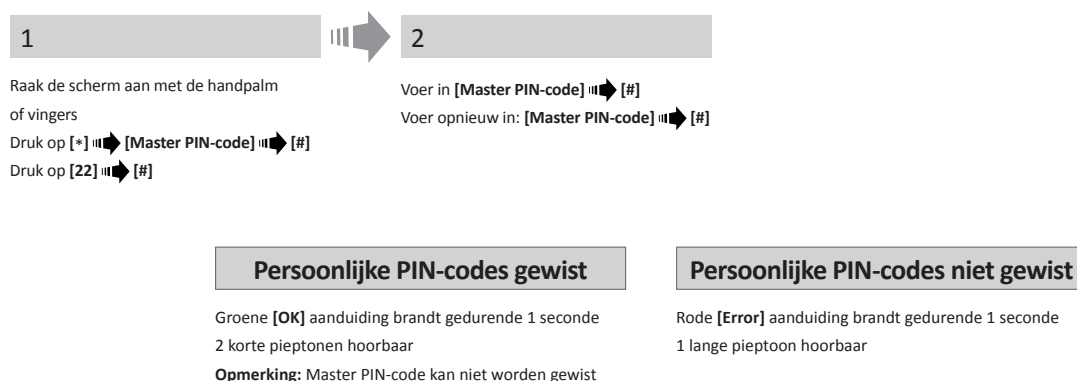 1
Raak de scherm aan met de handpalm
of vingers
Druk op [*] [Master PIN-code] [#]
Druk op [22] [#]
2
Voer in [Master PIN-code] [#]
Voer opnieuw in: [Master PIN-code] [#]
Persoonlijke PIN-codes gewist
Groene [OK] aanduiding brandt gedurende 1 seconde
2 korte pieptonen hoorbaar
Opmerking: Master PIN-code kan niet worden gewist
Persoonlijke PIN-codes niet gewist
Rode [Error] aanduiding brandt gedurende 1 seconde
1 lange pieptoon hoorbaar